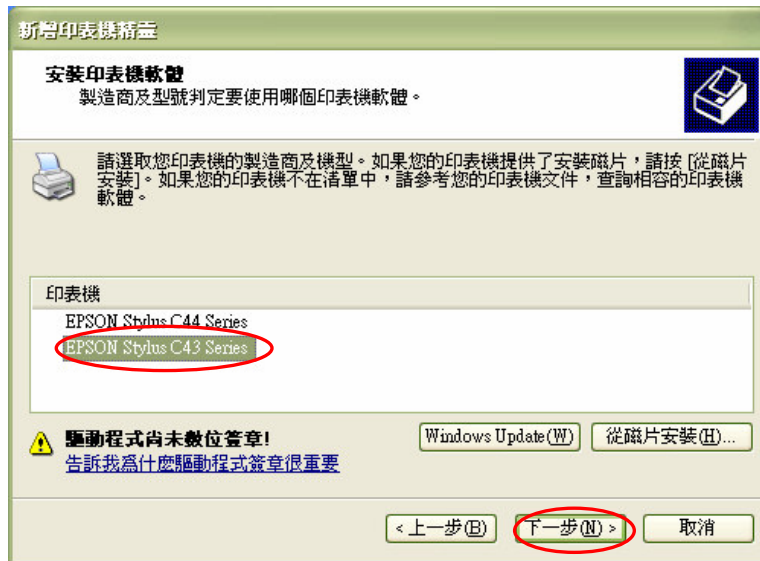 新增印表機精靈
安裝印表機軟體
製造商及型號判定要使用哪個印表機軟體。
請選取您印表機的製造商及機型。如果您的印表機提供了安裝磁片，請按 [從磁片
安裝]。如果您的印表機不在清單中，請參考您的印表機文件，查詢相容的印表機
軟體。
印表機
EPSON Stylus C44 Series
EPSON Stylus C43 Series
驅動程式尚未數位簽章!
Windows Update(W)
從磁片安裝(H)...
告訴我為什麼驅動程式簽章很重要
<上一步(B)
下一步(N) >
取消